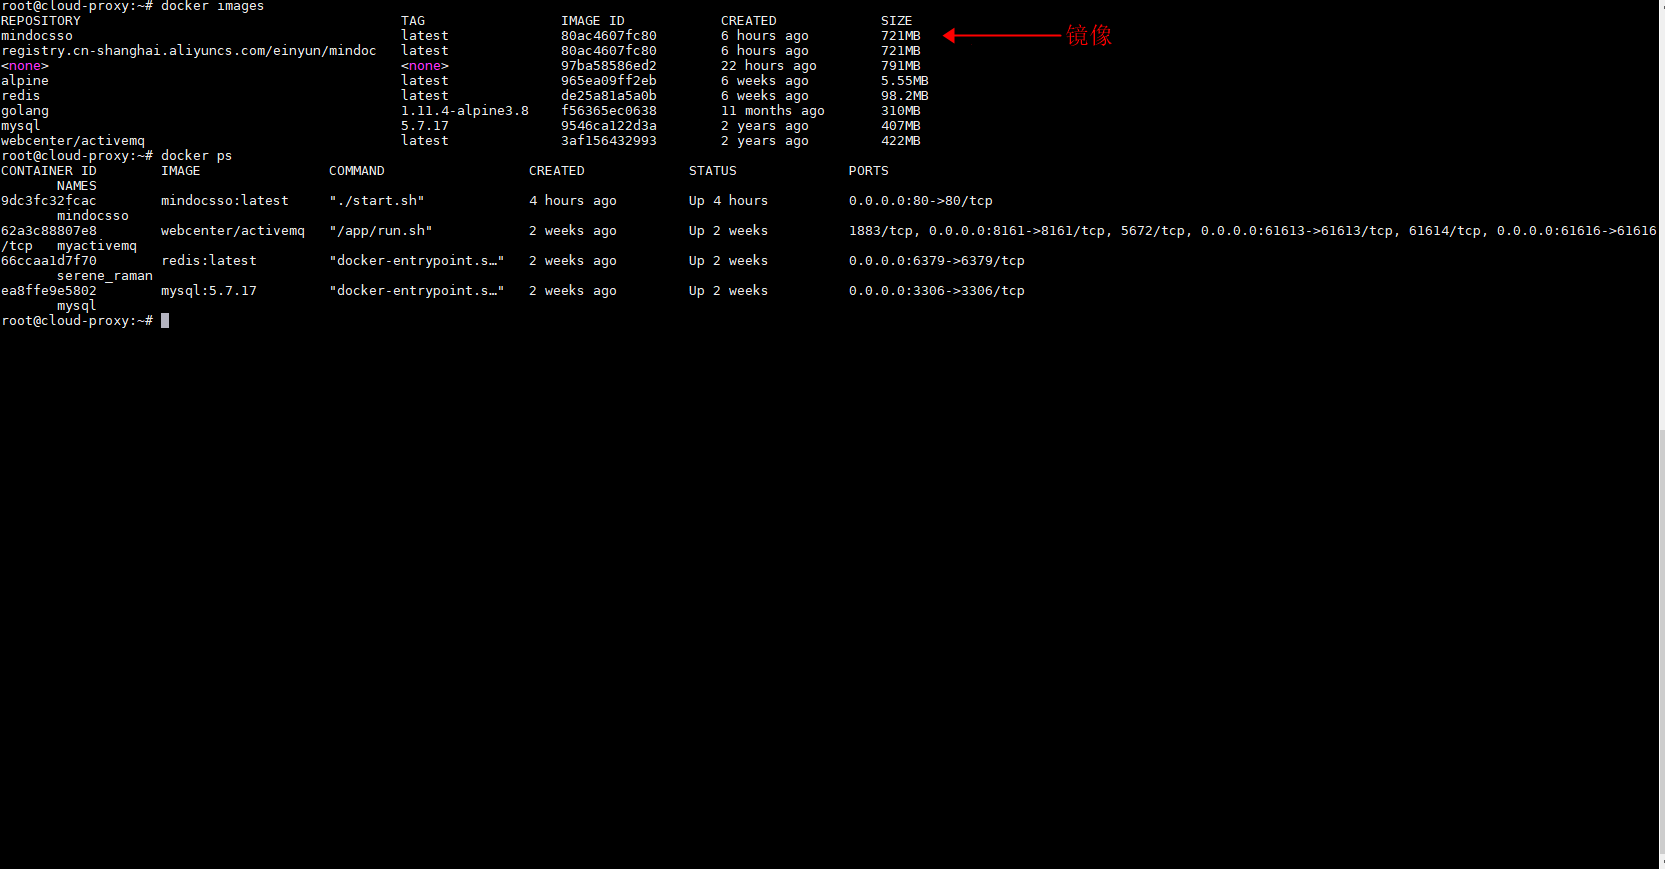 root@cloud-proxy:~# docker images
REPOSITORY TAG IMAGE ID CREATED SIZE
mindocsso latest 80ac4607fc80 6 hours ago 721MB 镜像
registry.cn-shanghai.aliyuncs.com/einyun/mindoc latest 80ac4607fc80 6 hours ago 721MB
<none> <none> 97ba58586ed2 22 hours ago 791MB
alpine latest 965ea09ff2eb 6 weeks ago 5.55MB
redis latest de25a81a5a0b 6 weeks ago 98.2MB
golang 1.11.4-alpine3.8 f56365ec0638 11 months ago 310MB
mysql 5.7.17 9546ca122d3a 2 years ago 407MB
webcenter/activemq latest 3af156432993 2 years ago 422MB
root@cloud-proxy:~# docker ps
CONTAINER ID IMAGE COMMAND CREATED STATUS PORTS
NAMES
9dc3fc32fcac mindocsso:latest "./start.sh" 4 hours ago Up 4 hours 0.0.0.0:80->80/tcp
mindocsso
62a3c88807e8 webcenter/activemq "/app/run.sh" 2 weeks ago Up 2 weeks 1883/tcp, 0.0.0.0:8161->8161/tcp, 5672/tcp, 0.0.0.0:61613->61613/tcp, 61614/tcp, 0.0.0.0:61616->61616
/tcp myactivemq
66ccaa1d7f70 redis:latest "docker-entrypoint.s…" 2 weeks ago Up 2 weeks 0.0.0.0:6379->6379/tcp
serene_raman
ea8ffe9e5802 mysql:5.7.17 "docker-entrypoint.s…" 2 weeks ago Up 2 weeks 0.0.0.0:3306->3306/tcp
mysql
root@cloud-proxy:~#